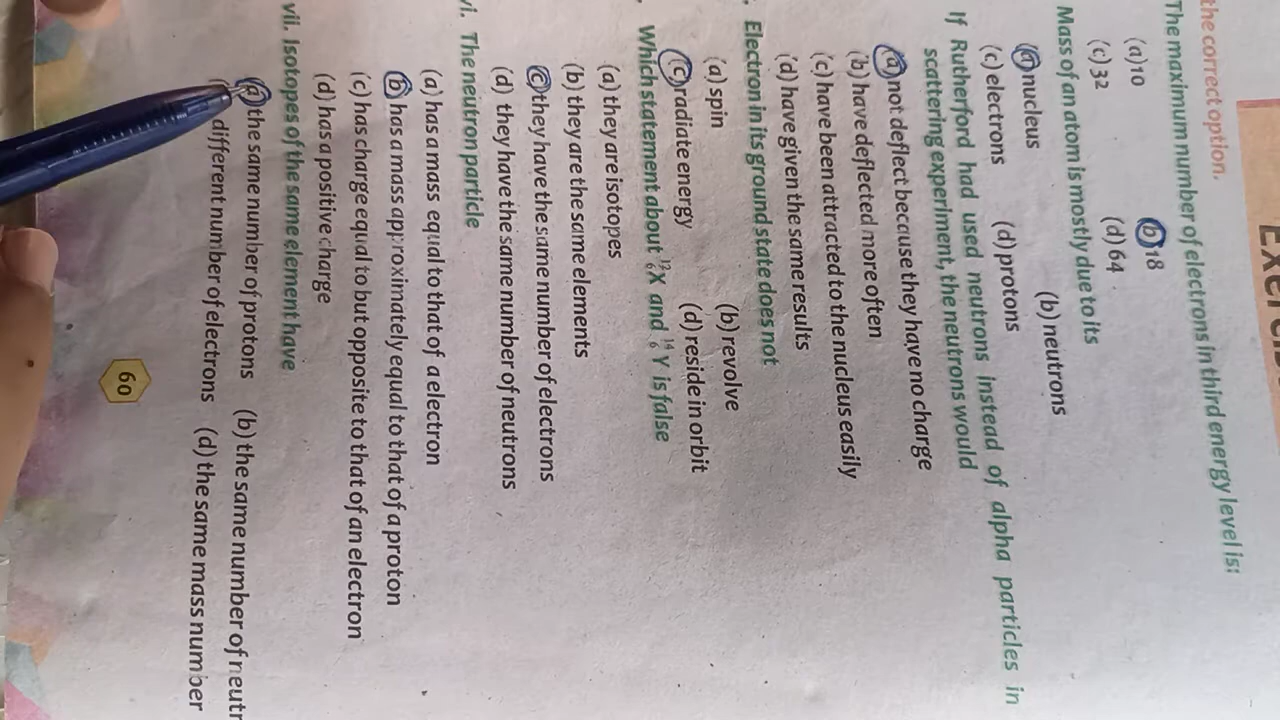 the correct option.
The maximum number of electrons in third energy level is:
(a) 10 (b) 18
(c) 32 (d) 64
Mass of an atom is mostly due to its
(a) nucleus (b) neutrons
(c) electrons (d) protons
If Rutherford had used neutrons instead of alpha particles in
scattering experiment, the neutrons would
(a) not deflect because they have no charge
(b) have deflected more often
(c) have been attracted to the nucleus easily
(d) have given the same results
Electron in its ground state does not
(a) spin (b) revolve
(c) radiate energy (d) reside in orbit
Which statement about ¹²₆X and ¹⁴₆Y is false
(a) they are isotopes
(b) they are the same elements
(c) they have the same number of electrons
(d) they have the same number of neutrons
vi. The neutron particle
(a) has a mass equal to that of a electron
(b) has a mass approximately equal to that of a proton
(c) has charge equal to but opposite to that of an electron
(d) has a positive charge
vii. Isotopes of the same element have
(a) the same number of protons (b) the same number of neutr
different number of electrons (d) the same mass number
60